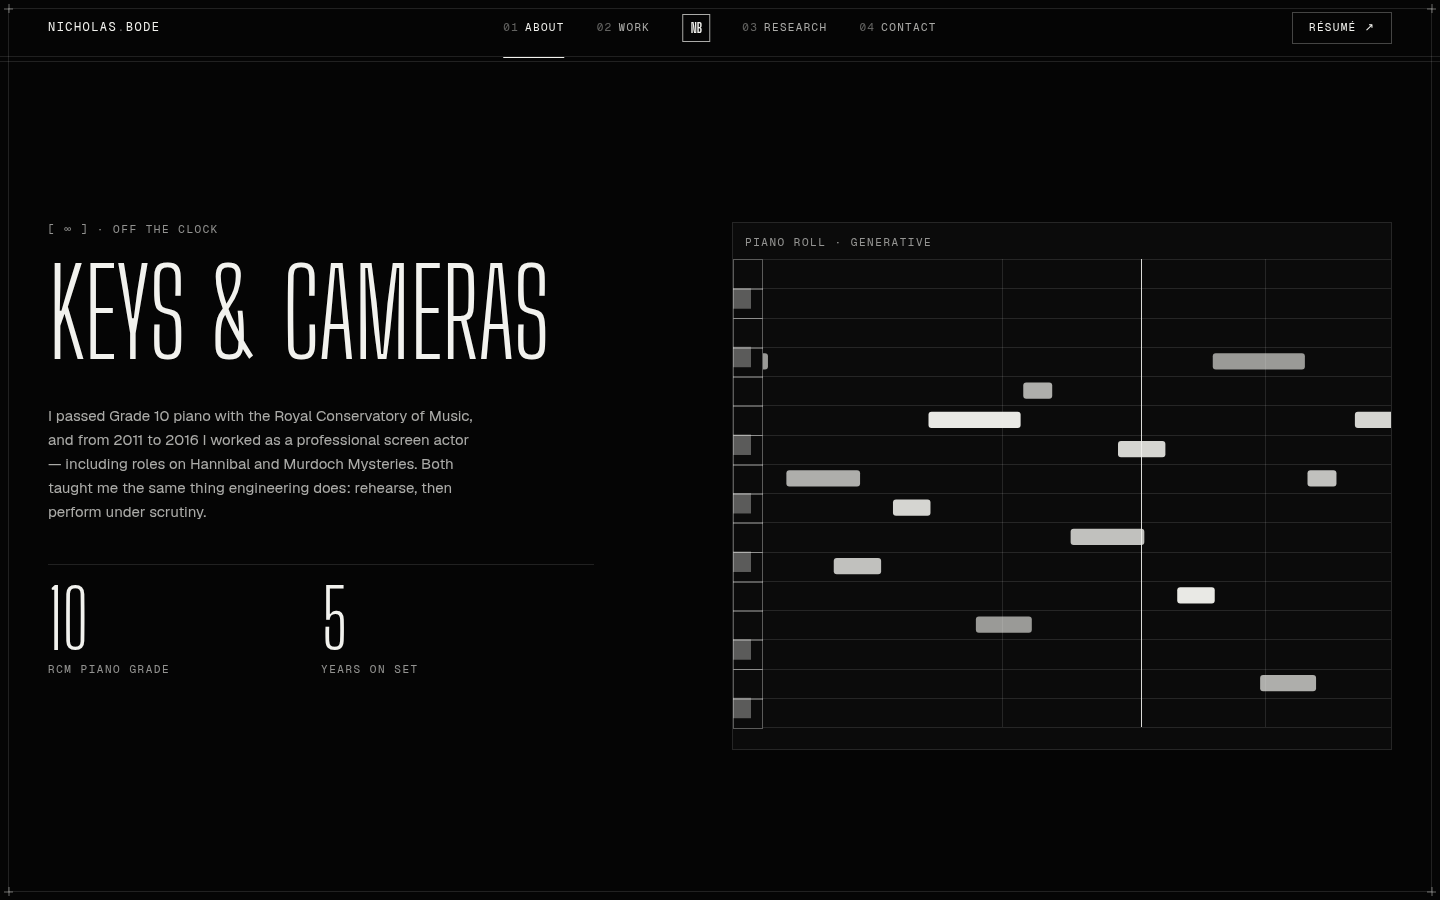 NICHOLAS.BODE
01 ABOUT
02 WORK
NB
03 RESEARCH
04 CONTACT
RÉSUMÉ ↗
[ ∞ ] · OFF THE CLOCK
KEYS & CAMERAS
I passed Grade 10 piano with the Royal Conservatory of Music,
and from 2011 to 2016 I worked as a professional screen actor
— including roles on Hannibal and Murdoch Mysteries. Both
taught me the same thing engineering does: rehearse, then
perform under scrutiny.
10
RCM PIANO GRADE
5
YEARS ON SET
PIANO ROLL · GENERATIVE